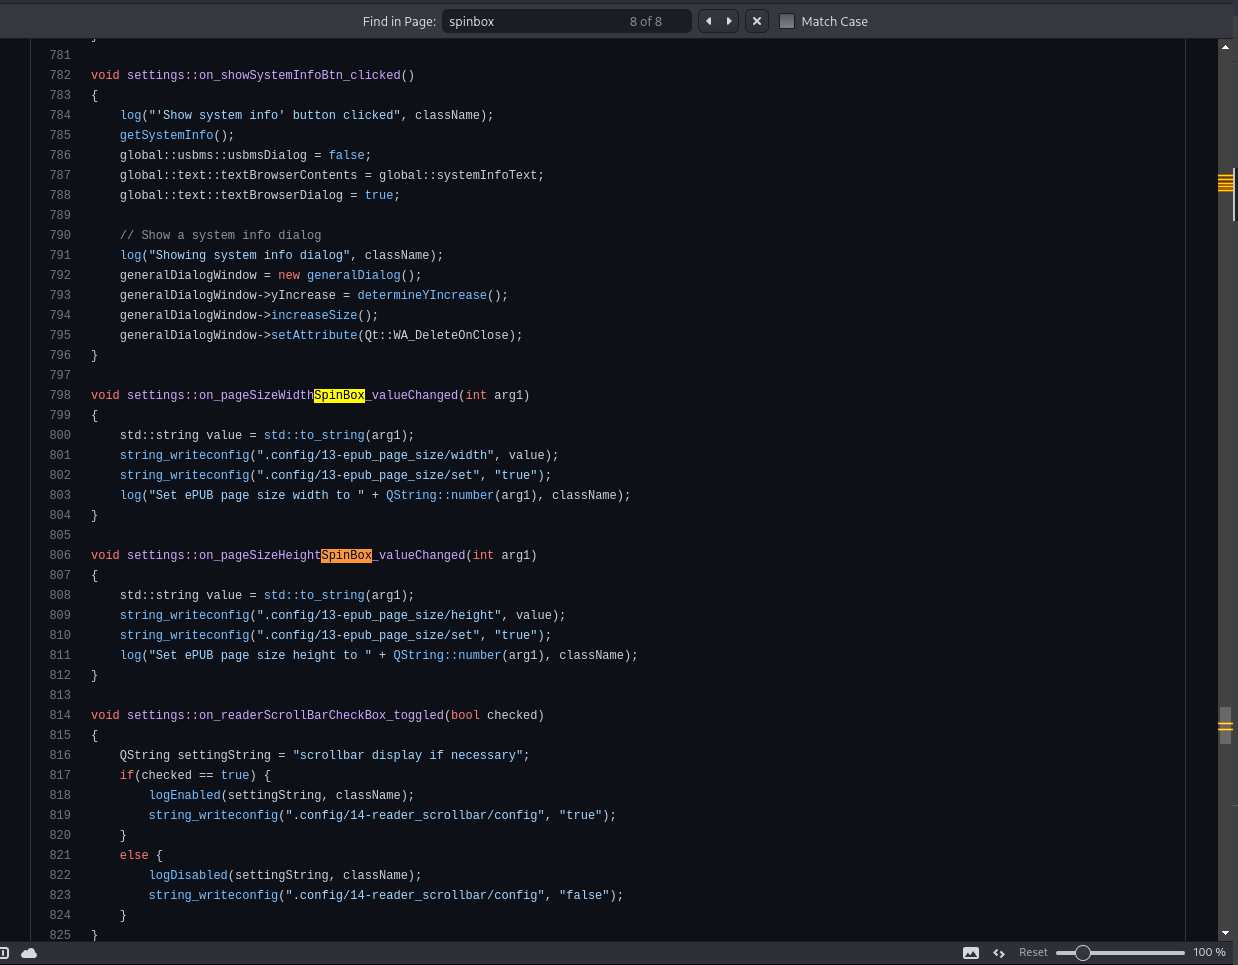 Find in Page: spinbox 8 of 8 Match Case
}
781
782 void settings::on_showSystemInfoBtn_clicked()
783 {
784     log("'Show system info' button clicked", className);
785     getSystemInfo();
786     global::usbms::usbmsDialog = false;
787     global::text::textBrowserContents = global::systemInfoText;
788     global::text::textBrowserDialog = true;
789
790     // Show a system info dialog
791     log("Showing system info dialog", className);
792     generalDialogWindow = new generalDialog();
793     generalDialogWindow->yIncrease = determineYIncrease();
794     generalDialogWindow->increaseSize();
795     generalDialogWindow->setAttribute(Qt::WA_DeleteOnClose);
796 }
797
798 void settings::on_pageSizeWidthSpinBox_valueChanged(int arg1)
799 {
800     std::string value = std::to_string(arg1);
801     string_writeconfig(".config/13-epub_page_size/width", value);
802     string_writeconfig(".config/13-epub_page_size/set", "true");
803     log("Set ePUB page size width to " + QString::number(arg1), className);
804 }
805
806 void settings::on_pageSizeHeightSpinBox_valueChanged(int arg1)
807 {
808     std::string value = std::to_string(arg1);
809     string_writeconfig(".config/13-epub_page_size/height", value);
810     string_writeconfig(".config/13-epub_page_size/set", "true");
811     log("Set ePUB page size height to " + QString::number(arg1), className);
812 }
813
814 void settings::on_readerScrollBarCheckBox_toggled(bool checked)
815 {
816     QString settingString = "scrollbar display if necessary";
817     if(checked == true) {
818         logEnabled(settingString, className);
819         string_writeconfig(".config/14-reader_scrollbar/config", "true");
820     }
821     else {
822         logDisabled(settingString, className);
823         string_writeconfig(".config/14-reader_scrollbar/config", "false");
824     }
825 }
Reset 100 %